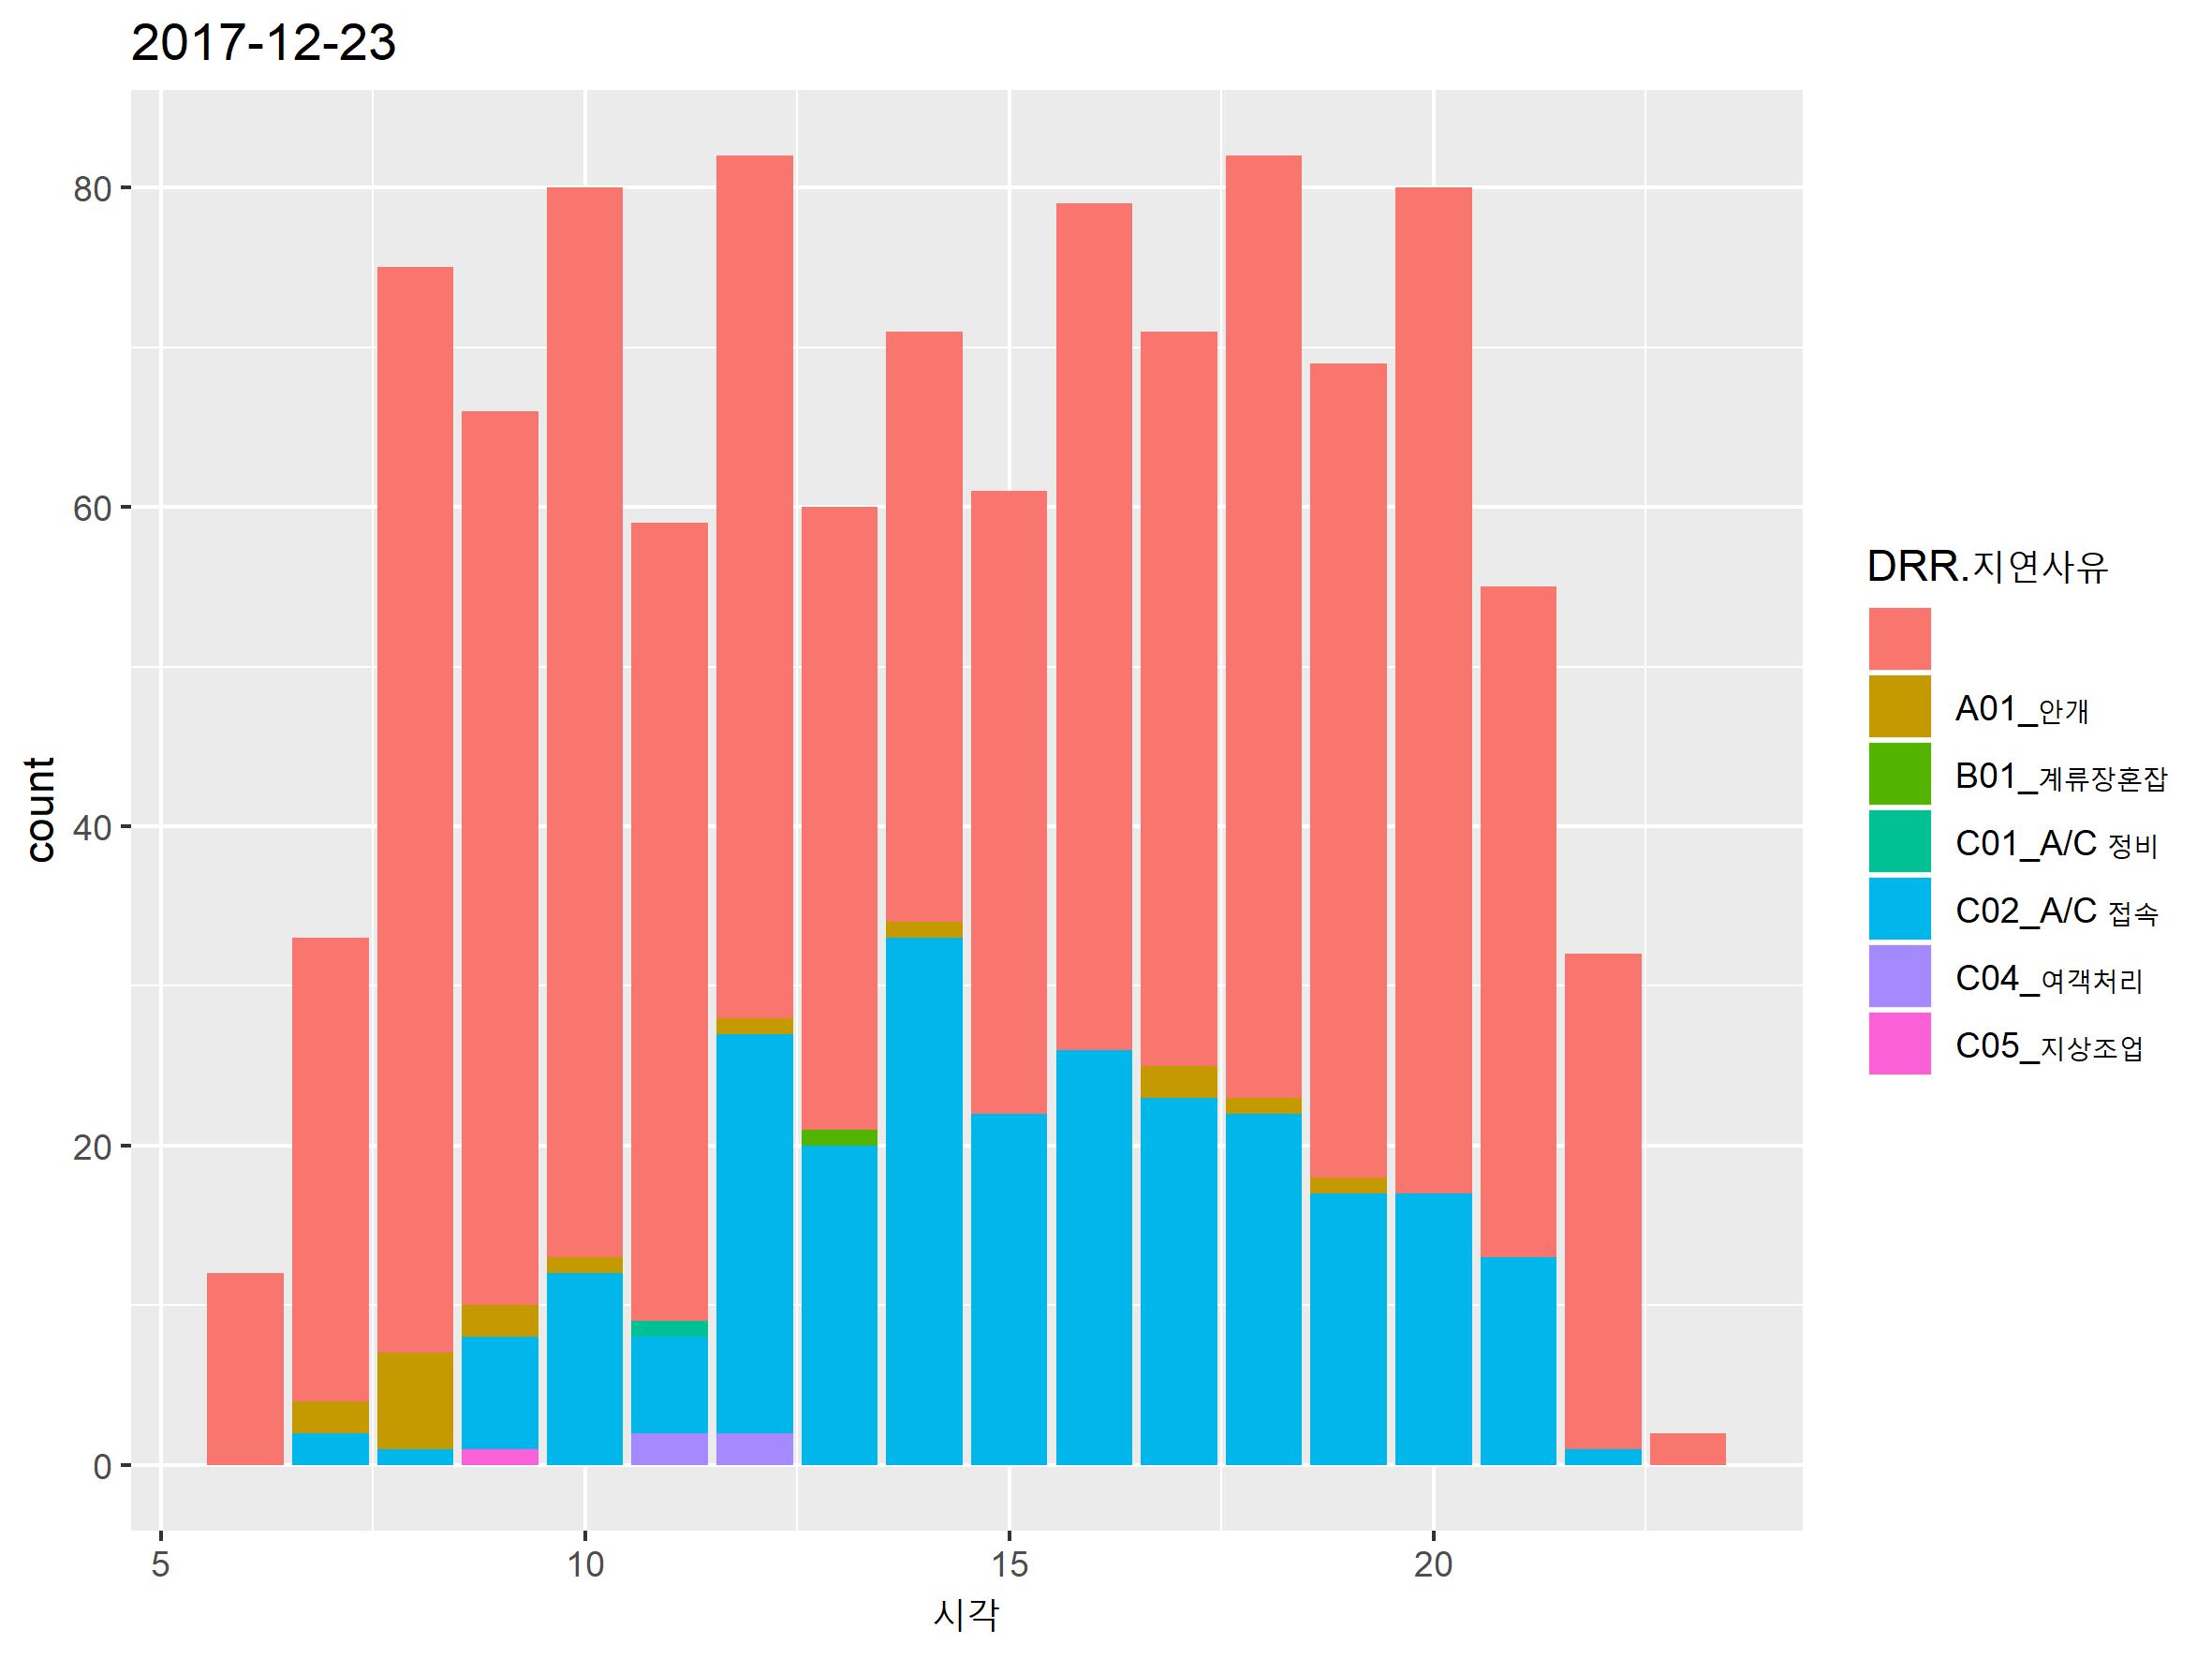 2017-12-23
80
60
40
20
0
count
5 10 15 20
시각
DRR.지연사유
A01_안개
B01_계류장혼잡
C01_A/C 정비
C02_A/C 접속
C04_여객처리
C05_지상조업